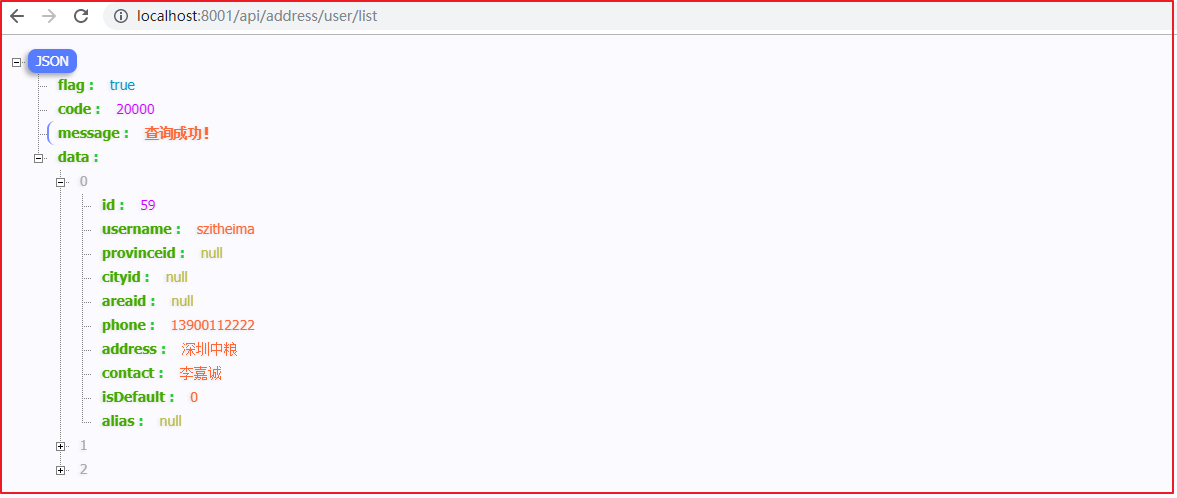 localhost:8001/api/address/user/list
JSON
flag : true
code : 20000
message : 查询成功！
data :
0
id : 59
username : szitheima
provinceid : null
cityid : null
areaid : null
phone : 13900112222
address : 深圳中粮
contact : 李嘉诚
isDefault : 0
alias : null
1
2